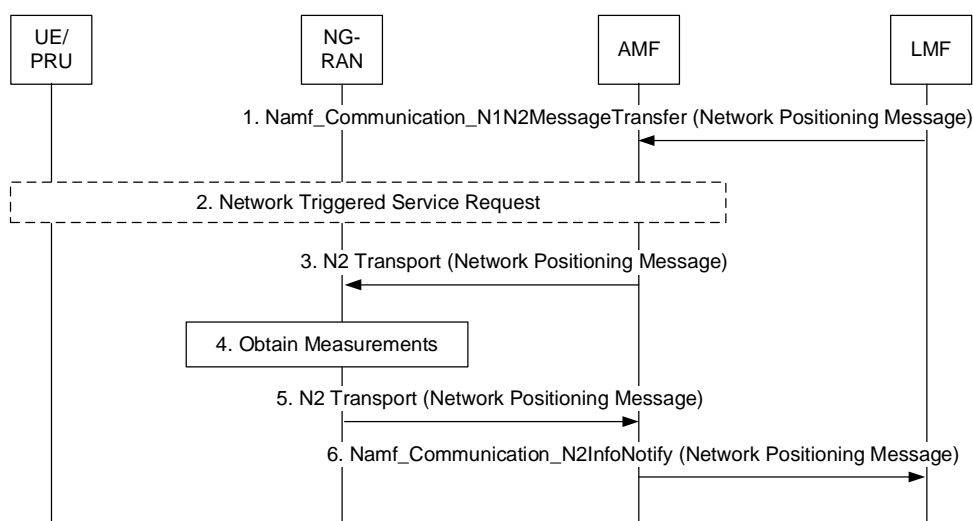 UE/
PRU
NG-
RAN
AMF
LMF
1. Namf_Communication_N1N2MessageTransfer (Network Positioning Message)
2. Network Triggered Service Request
3. N2 Transport (Network Positioning Message)
4. Obtain Measurements
5. N2 Transport (Network Positioning Message)
6. Namf_Communication_N2InfoNotify (Network Positioning Message)